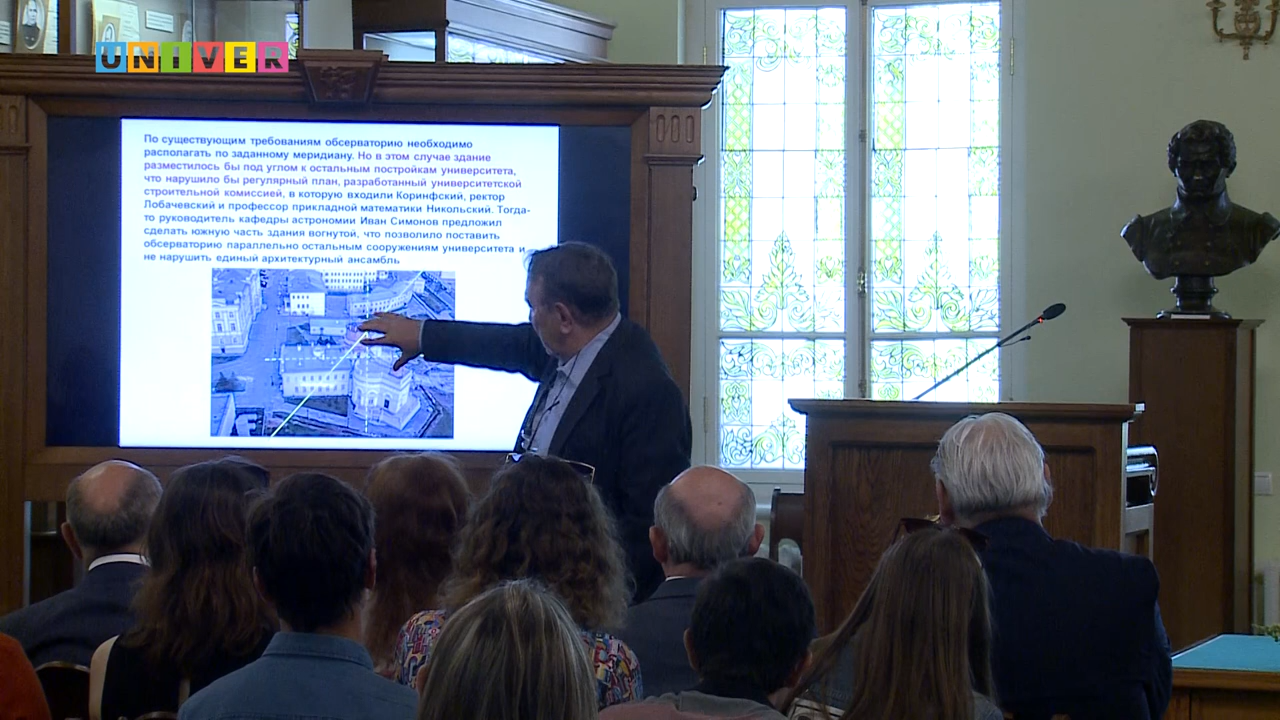 UNIVER
По существующим требованиям обсерваторию необходимо
располагать по заданному меридиану. Но в этом случае здание
разместилось бы под углом к остальным постройкам университета,
что нарушило бы регулярный план, разработанный университетской
строительной комиссией, в которую входили Коринфский, ректор
Лобачевский и профессор прикладной математики Никольский. Тогда-
то руководитель кафедры астрономии Иван Симонов предложил
сделать южную часть здания вогнутой, что позволило поставить
обсерваторию параллельно остальным сооружениям университета и
не нарушить единый архитектурный ансамбль